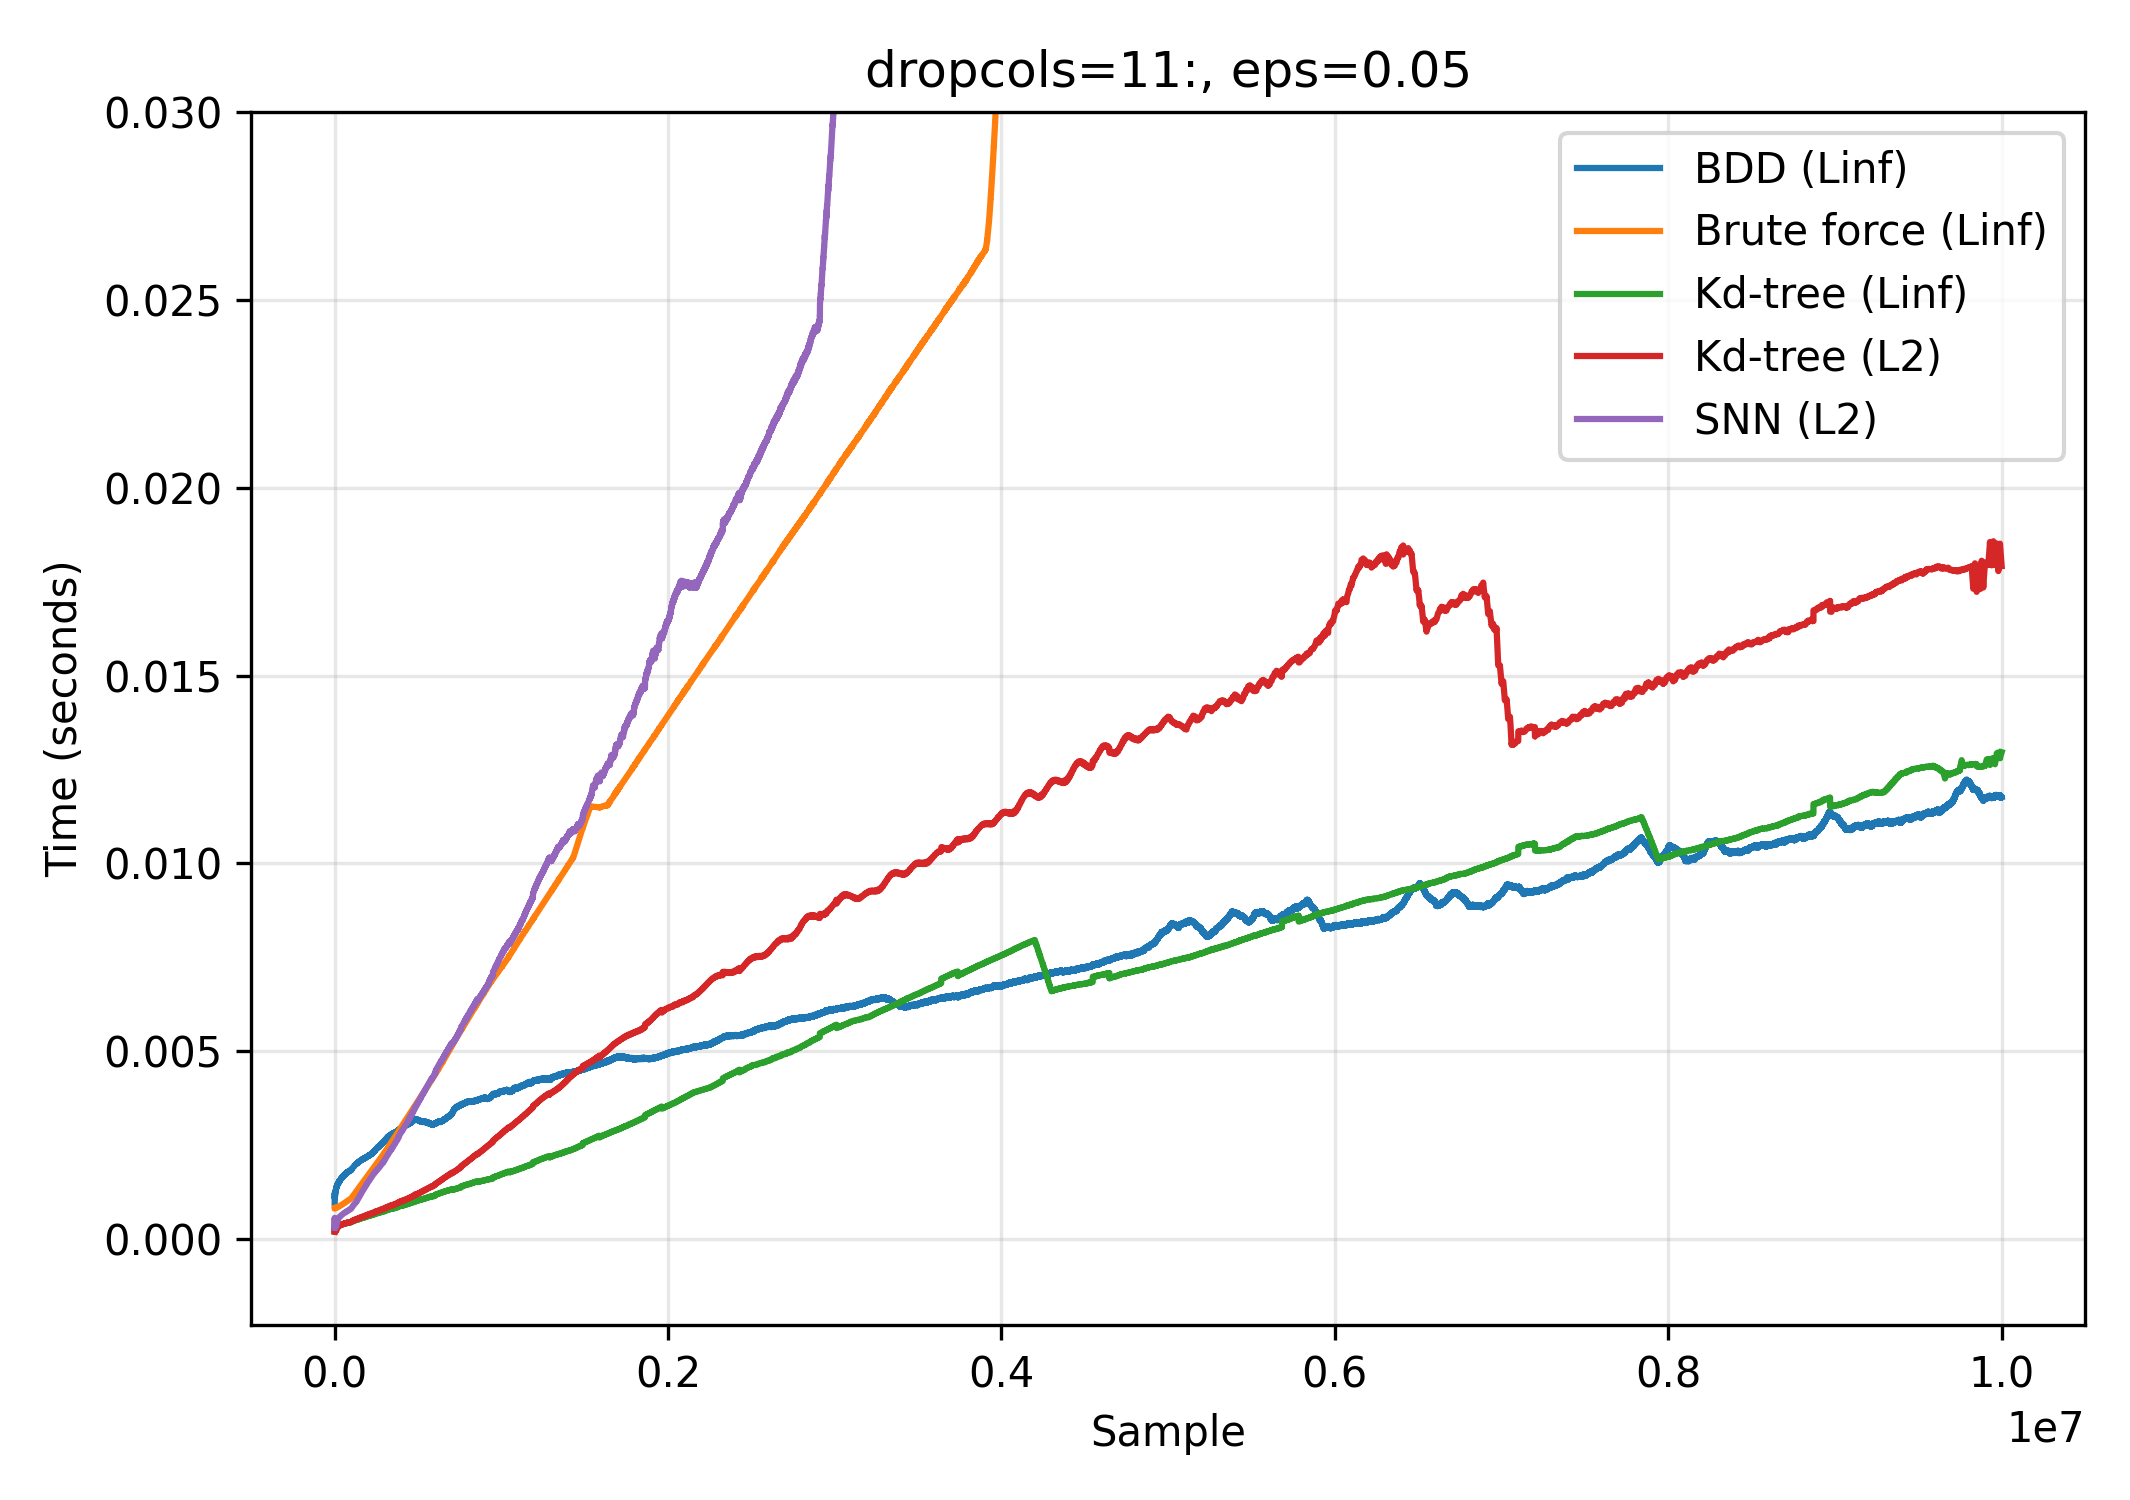 dropcols=11:, eps=0.05
0.030
0.025
0.020
0.015
0.010
0.005
0.000
Time (seconds)
BDD (Linf)
Brute force (Linf)
Kd-tree (Linf)
Kd-tree (L2)
SNN (L2)
0.0 0.2 0.4 0.6 0.8 1.0
1e7
Sample